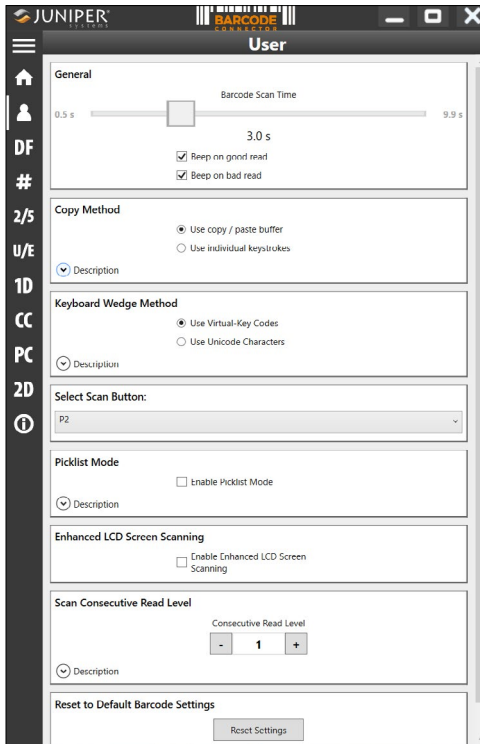 JUNIPER®
systems
BARCODE
CONNECTOR
User
General
Barcode Scan Time
0.5 s
9.9 s
3.0 s
Beep on good read
Beep on bad read
Copy Method
Use copy / paste buffer
Use individual keystrokes
Description
Keyboard Wedge Method
Use Virtual-Key Codes
Use Unicode Characters
Description
Select Scan Button:
P2
Picklist Mode
Enable Picklist Mode
Description
Enhanced LCD Screen Scanning
Enable Enhanced LCD Screen
Scanning
Scan Consecutive Read Level
Consecutive Read Level
- 1 +
Description
Reset to Default Barcode Settings
Reset Settings
DF
#
2/5
U/E
1D
CC
PC
2D